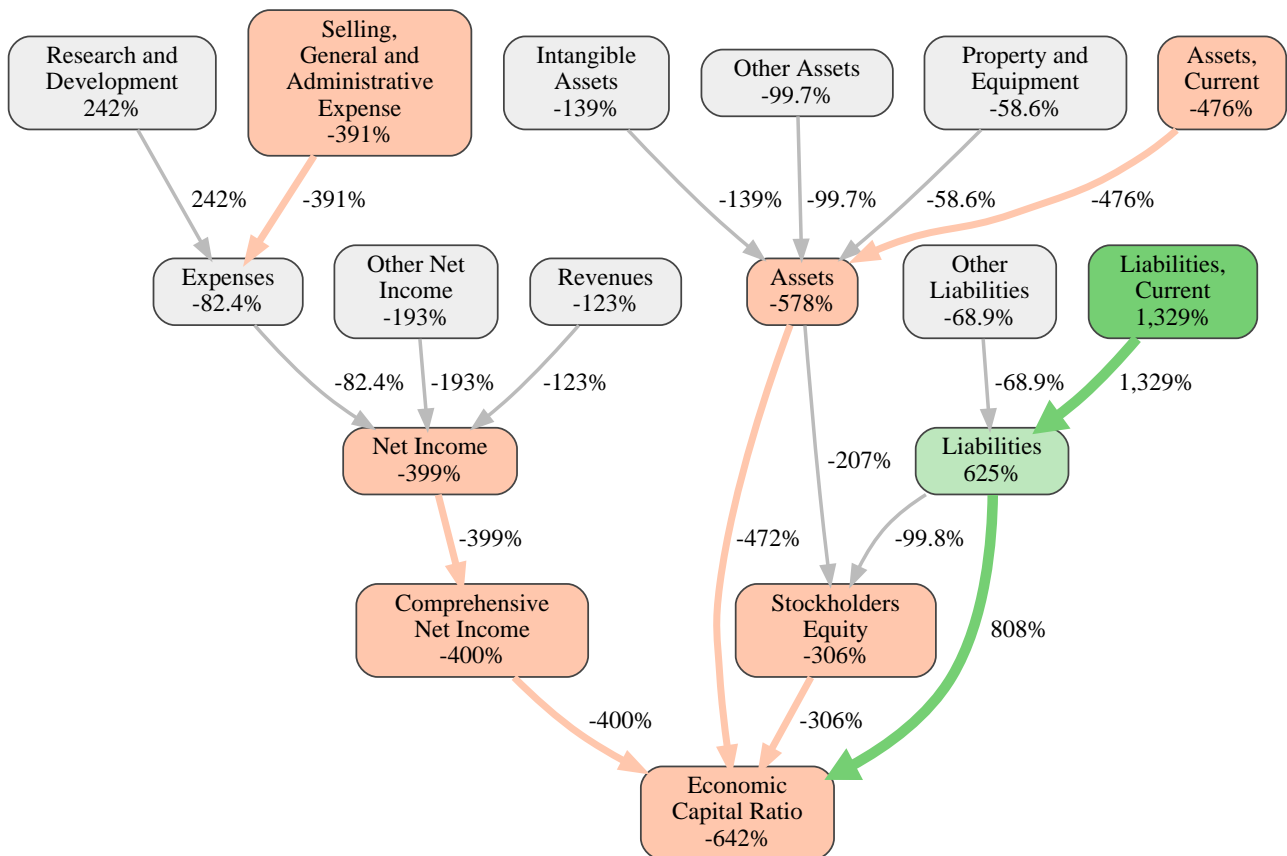 Research and
Development
242%
Selling,
General and
Administrative
Expense
-391%
Intangible
Assets
-139%
Other Assets
-99.7%
Property and
Equipment
-58.6%
Assets,
Current
-476%
242%
-391%
-139%
-99.7%
-58.6%
-476%
Expenses
-82.4%
Other Net
Income
-193%
Revenues
-123%
Assets
-578%
Other
Liabilities
-68.9%
Liabilities,
Current
1,329%
-82.4%
-193%
-123%
-68.9%
1,329%
Net Income
-399%
-207%
Liabilities
625%
-399%
-472%
-99.8%
Comprehensive
Net Income
-400%
Stockholders
Equity
-306%
808%
-400%
-306%
Economic
Capital Ratio
-642%